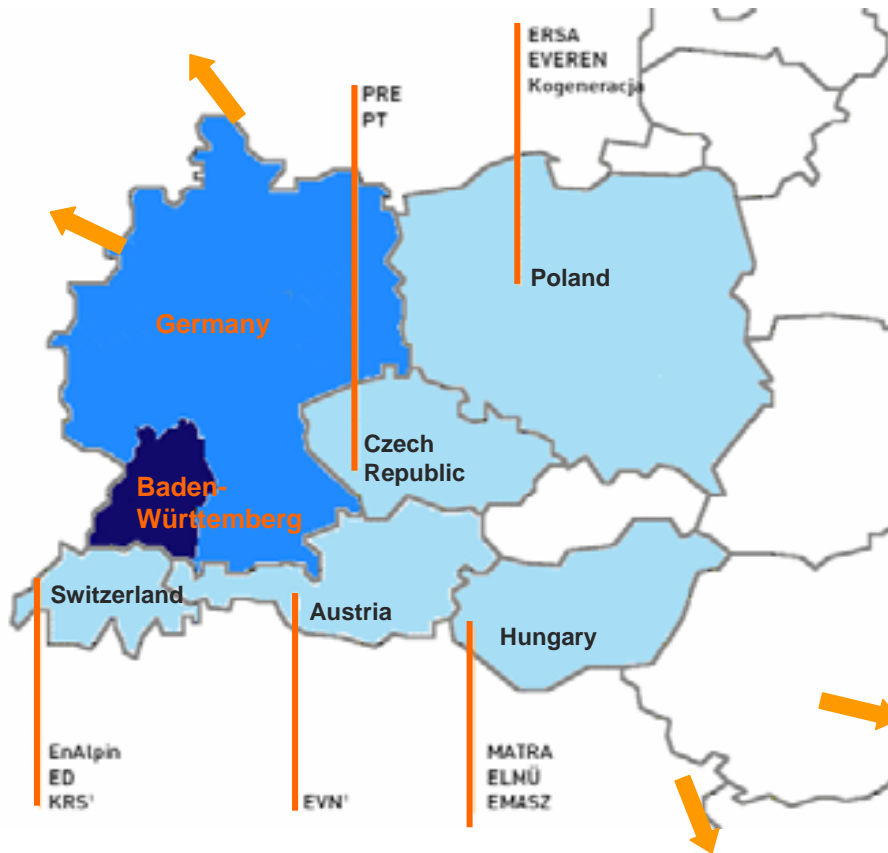 ERSA
EVEREN
Kogeneracja
PRE
PT
Poland
Germany
Czech
Republic
Baden-
Württemberg
Switzerland
Austria
Hungary
EnAlpin
ED
KRS¹
EVN¹
MATRA
ELMÜ
EMASZ